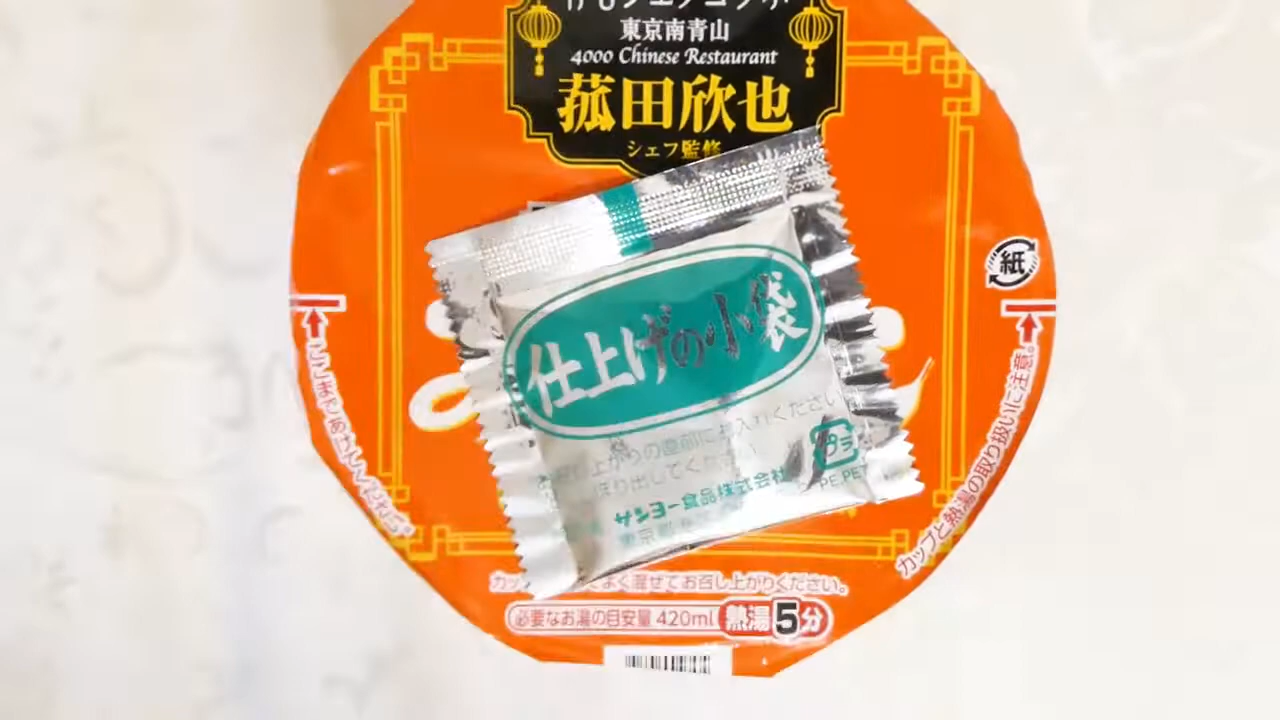 東京南青山
4000 Chinese Restaurant
菰田欣也
シェフ監修
紙
仕上げの小袋
プラ
PE,PET
サンヨー食品株式会社
東京都
ここまであけてください。
カップと熱湯の取り扱いに注意。
よく混ぜてお召し上がりください。
必要なお湯の目安量 420ml 熱湯5分